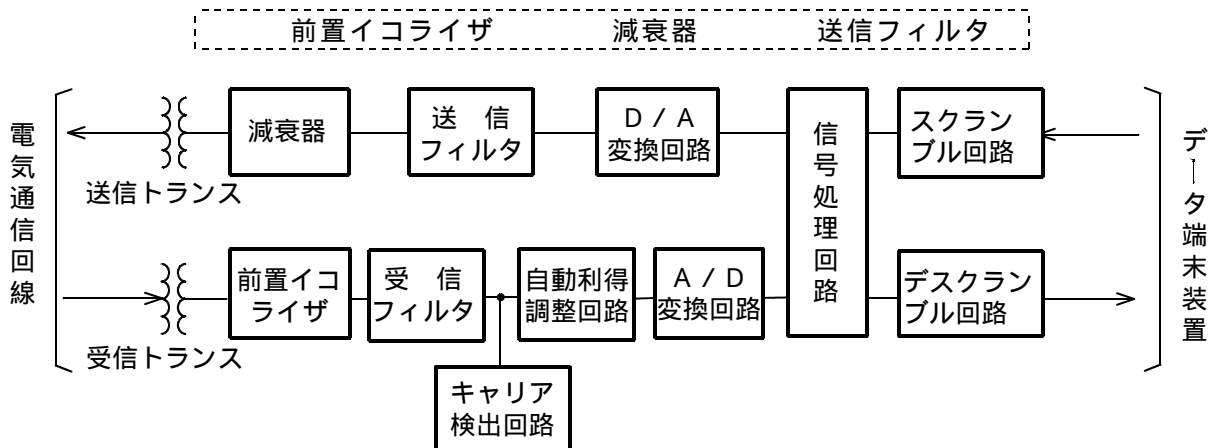 前置イコライザ 減衰器 送信フィルタ
電気通信回線
減衰器
送 信
フィルタ
D / A
変換回路
信号処理回路
スクラン
ブル回路
データ端末装置
送信トランス
前置イコ
ライザ
受 信
フィルタ
自動利得
調整回路
A / D
変換回路
デスクラン
ブル回路
受信トランス
キャリア
検出回路